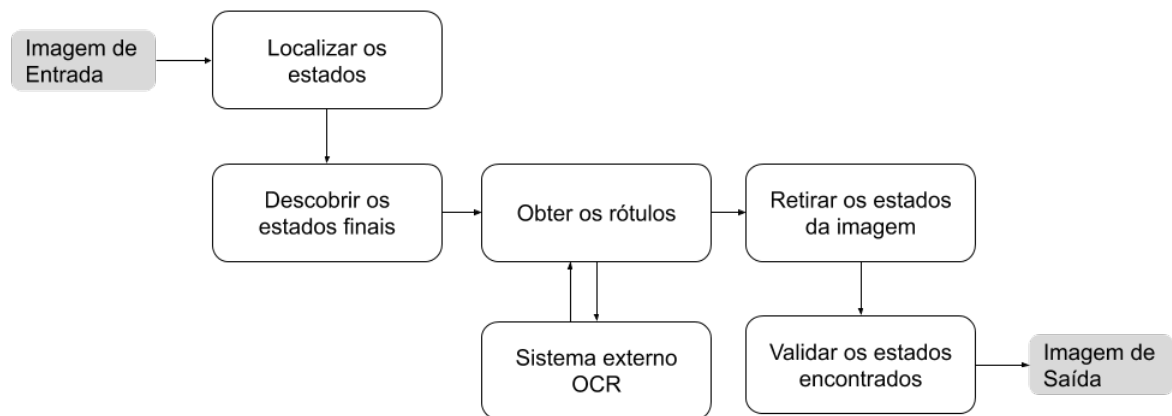 Imagem de
Entrada
Localizar os
estados
Descobrir os
estados finais
Obter os rótulos
Retirar os estados
da imagem
Sistema externo
OCR
Validar os estados
encontrados
Imagem de
Saída